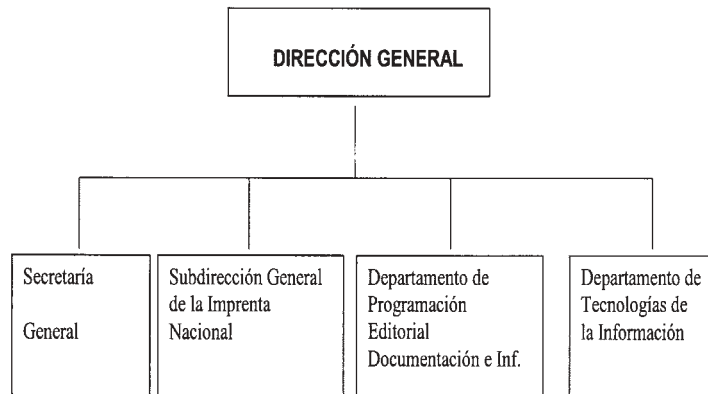 DIRECCIÓN GENERAL
Secretaría
General
Subdirección General
de la Imprenta
Nacional
Departamento de
Programación
Editorial
Documentación e Inf.
Departamento de
Tecnologías de
la Información